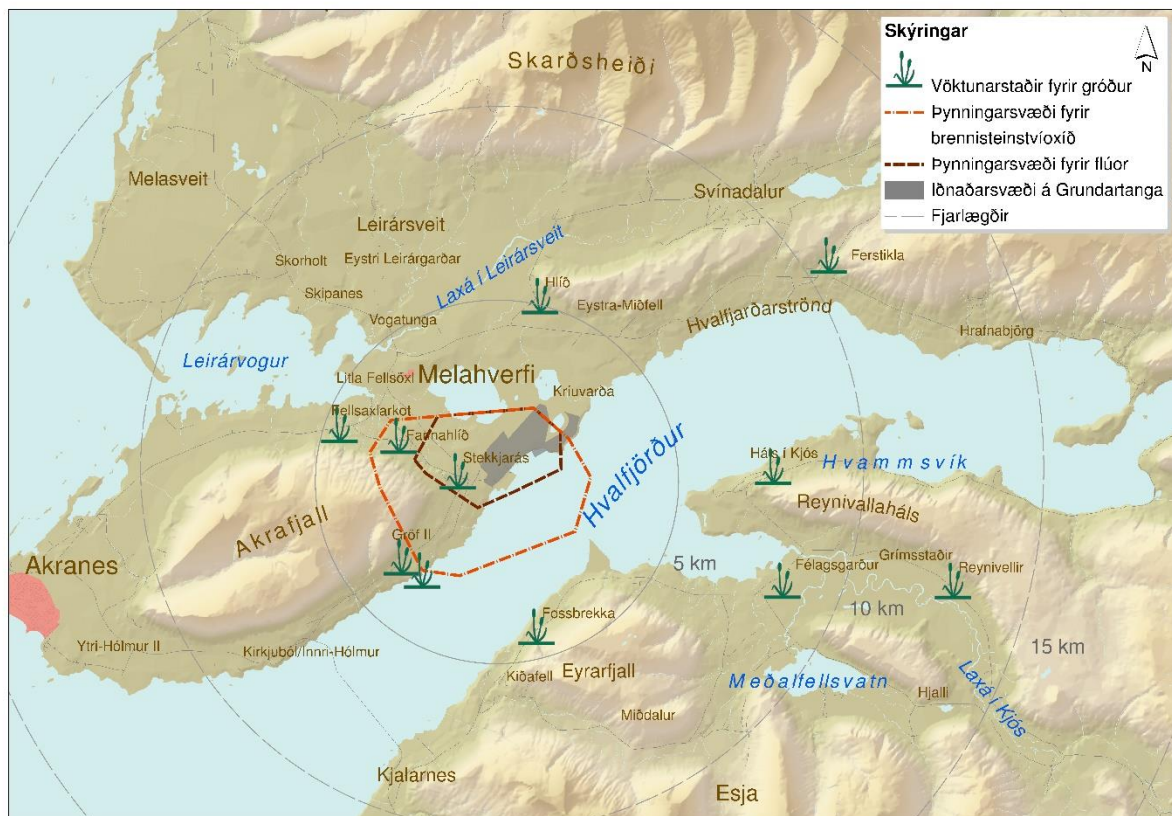 Skýringar
N
Vöktunarstaðir fyrir gróður
Þynningarsvæði fyrir
brennisteinstvíoxíð
Þynningarsvæði fyrir flúor
Iðnaðarsvæði á Grundartanga
Fjarlægðir
Skarðsheiði
Melasveit
Svínadalur
Leirársveit
Skorholt
Eystri Leirárgarðar
Laxá í Leirársveit
Ferstikla
Skipanes
Hlíð
Eystra-Miðfell
Vogatunga
Hvalfjarðarströnd
Hrafnabjörg
Leirárvogur
Litla Fellsöxl
Melahverfi
Kríuvarða
Fellsaxlarkot
Fannahlíð
Stekkjarás
Hvalfjörður
Háls í Kjós
Hvammsvík
Reynivallaháls
Akrafjall
Gröf II
Akranes
5 km
Félagsgarður
Grímsstaðir
Reynivellir
10 km
Fossbrekka
Ytri-Hólmur II
Kirkjuból/Innri-Hólmur
15 km
Kiðafell
Eyrarfjall
Meðalfellsvatn
Hjalli
Laxá í Kjós
Miðdalur
Kjalarnes
Esja